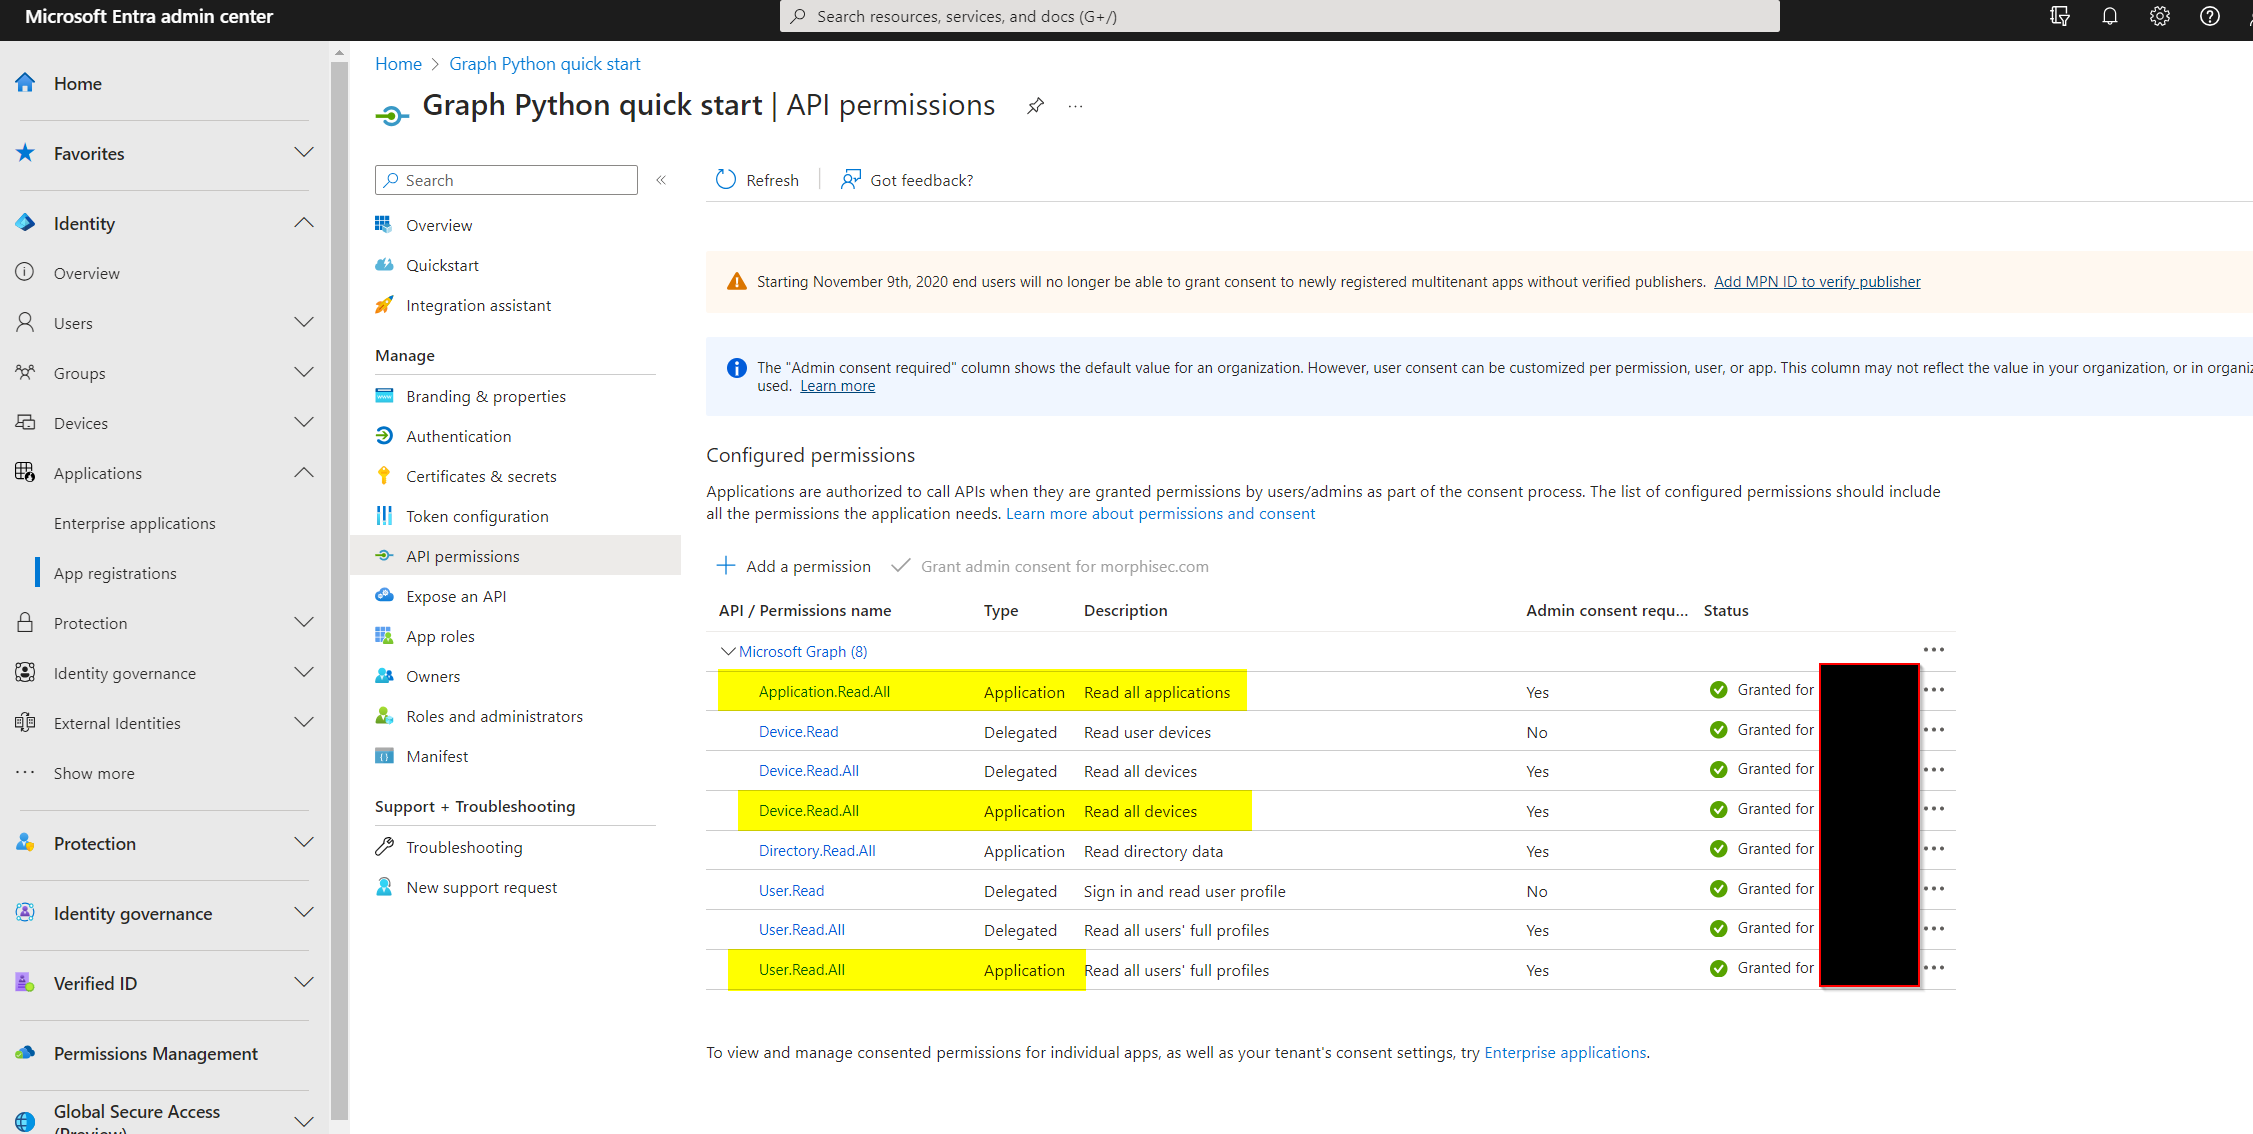 Microsoft Entra admin center
Search resources, services, and docs (G+/)
Home
Favorites
Identity
Overview
Users
Groups
Devices
Applications
Enterprise applications
App registrations
Protection
Identity governance
External Identities
Show more
Protection
Identity governance
Verified ID
Permissions Management
Global Secure Access
(Preview)
Home > Graph Python quick start
Graph Python quick start | API permissions
Search
Overview
Quickstart
Integration assistant
Manage
Branding & properties
Authentication
Certificates & secrets
Token configuration
API permissions
Expose an API
App roles
Owners
Roles and administrators
Manifest
Support + Troubleshooting
Troubleshooting
New support request
Refresh
Got feedback?
Starting November 9th, 2020 end users will no longer be able to grant consent to newly registered multitenant apps without verified publishers. Add MPN ID to verify publisher
The "Admin consent required" column shows the default value for an organization. However, user consent can be customized per permission, user, or app. This column may not reflect the value in your organization, or in organiz
used. Learn more
Configured permissions
Applications are authorized to call APIs when they are granted permissions by users/admins as part of the consent process. The list of configured permissions should include
all the permissions the application needs. Learn more about permissions and consent
Add a permission Grant admin consent for morphisec.com
API / Permissions name Type Description Admin consent requ... Status
Microsoft Graph (8)
Application.Read.All Application Read all applications Yes Granted for
Device.Read Delegated Read user devices No Granted for
Device.Read.All Delegated Read all devices Yes Granted for
Device.Read.All Application Read all devices Yes Granted for
Directory.Read.All Application Read directory data Yes Granted for
User.Read Delegated Sign in and read user profile No Granted for
User.Read.All Delegated Read all users' full profiles Yes Granted for
User.Read.All Application Read all users' full profiles Yes Granted for
To view and manage consented permissions for individual apps, as well as your tenant's consent settings, try Enterprise applications.